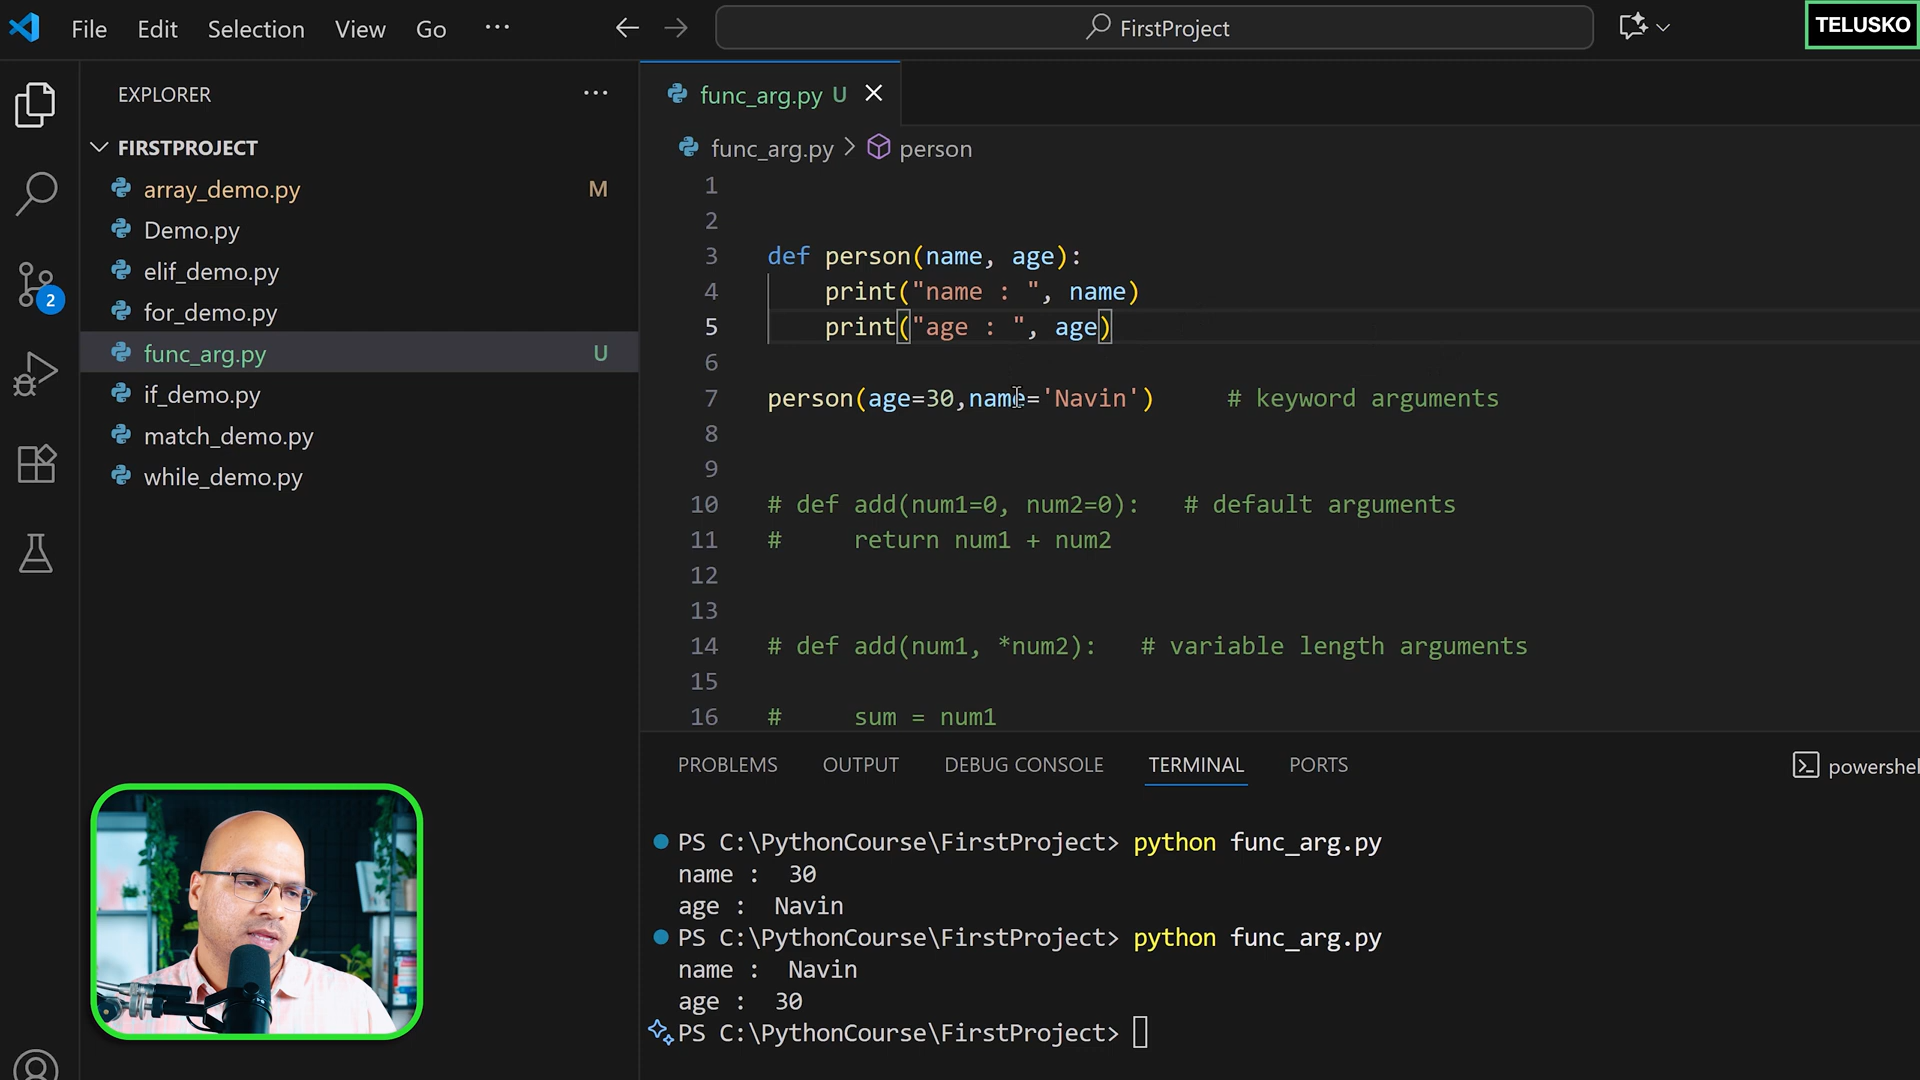 File Edit Selection View Go ···
FirstProject
TELUSKO
EXPLORER ···
FIRSTPROJECT
array_demo.py M
Demo.py
elif_demo.py
for_demo.py
func_arg.py U
if_demo.py
match_demo.py
while_demo.py
2
func_arg.py U
func_arg.py > person
1
2
3 def person(name, age):
4 print("name : ", name)
5 print("age : ", age)
6
7 person(age=30,name='Navin') # keyword arguments
8
9
10 # def add(num1=0, num2=0): # default arguments
11 # return num1 + num2
12
13
14 # def add(num1, *num2): # variable length arguments
15
16 # sum = num1
PROBLEMS OUTPUT DEBUG CONSOLE TERMINAL PORTS
powershel
PS C:\PythonCourse\FirstProject> python func_arg.py
name : 30
age : Navin
PS C:\PythonCourse\FirstProject> python func_arg.py
name : Navin
age : 30
PS C:\PythonCourse\FirstProject>